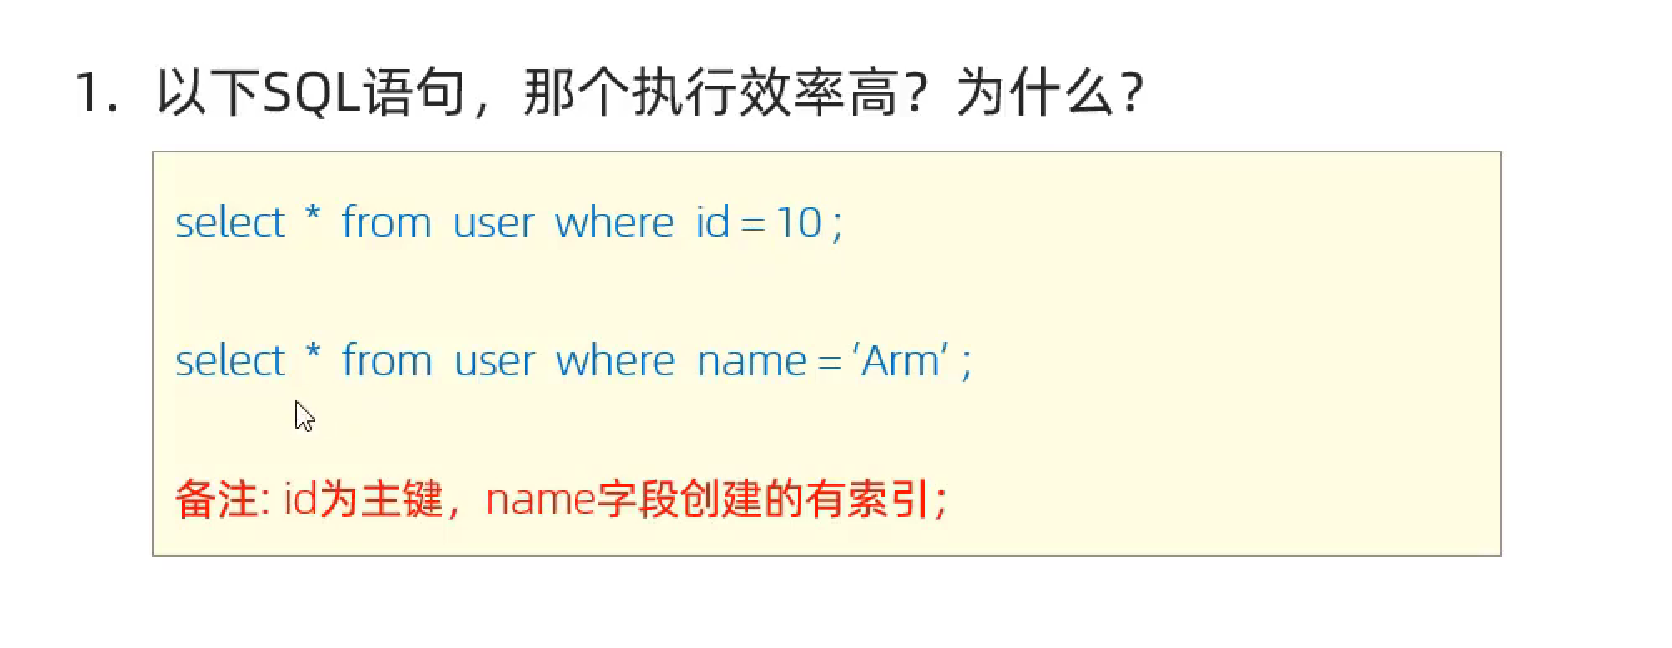 1. 以下SQL语句，那个执行效率高？为什么？
select * from user where id = 10 ;
select * from user where name = 'Arm' ;
备注: id为主键，name字段创建的有索引;